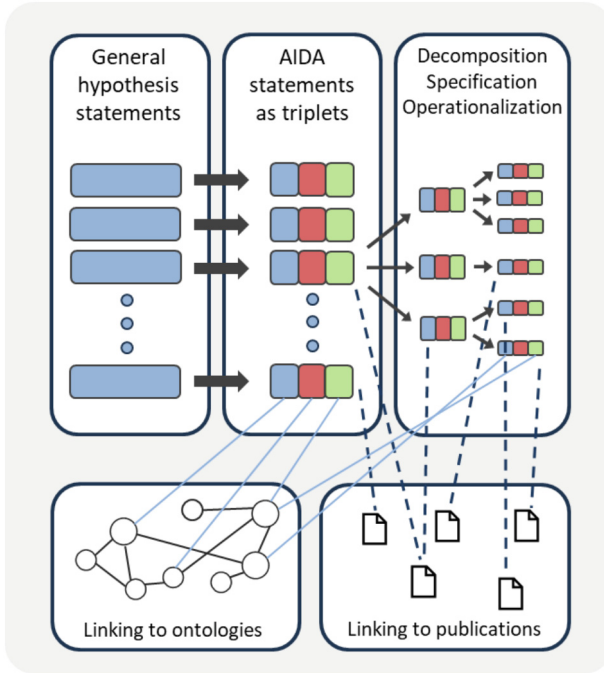 General
hypothesis
statements
AIDA
statements
as triplets
Decomposition
Specification
Operationalization
Linking to ontologies
Linking to publications